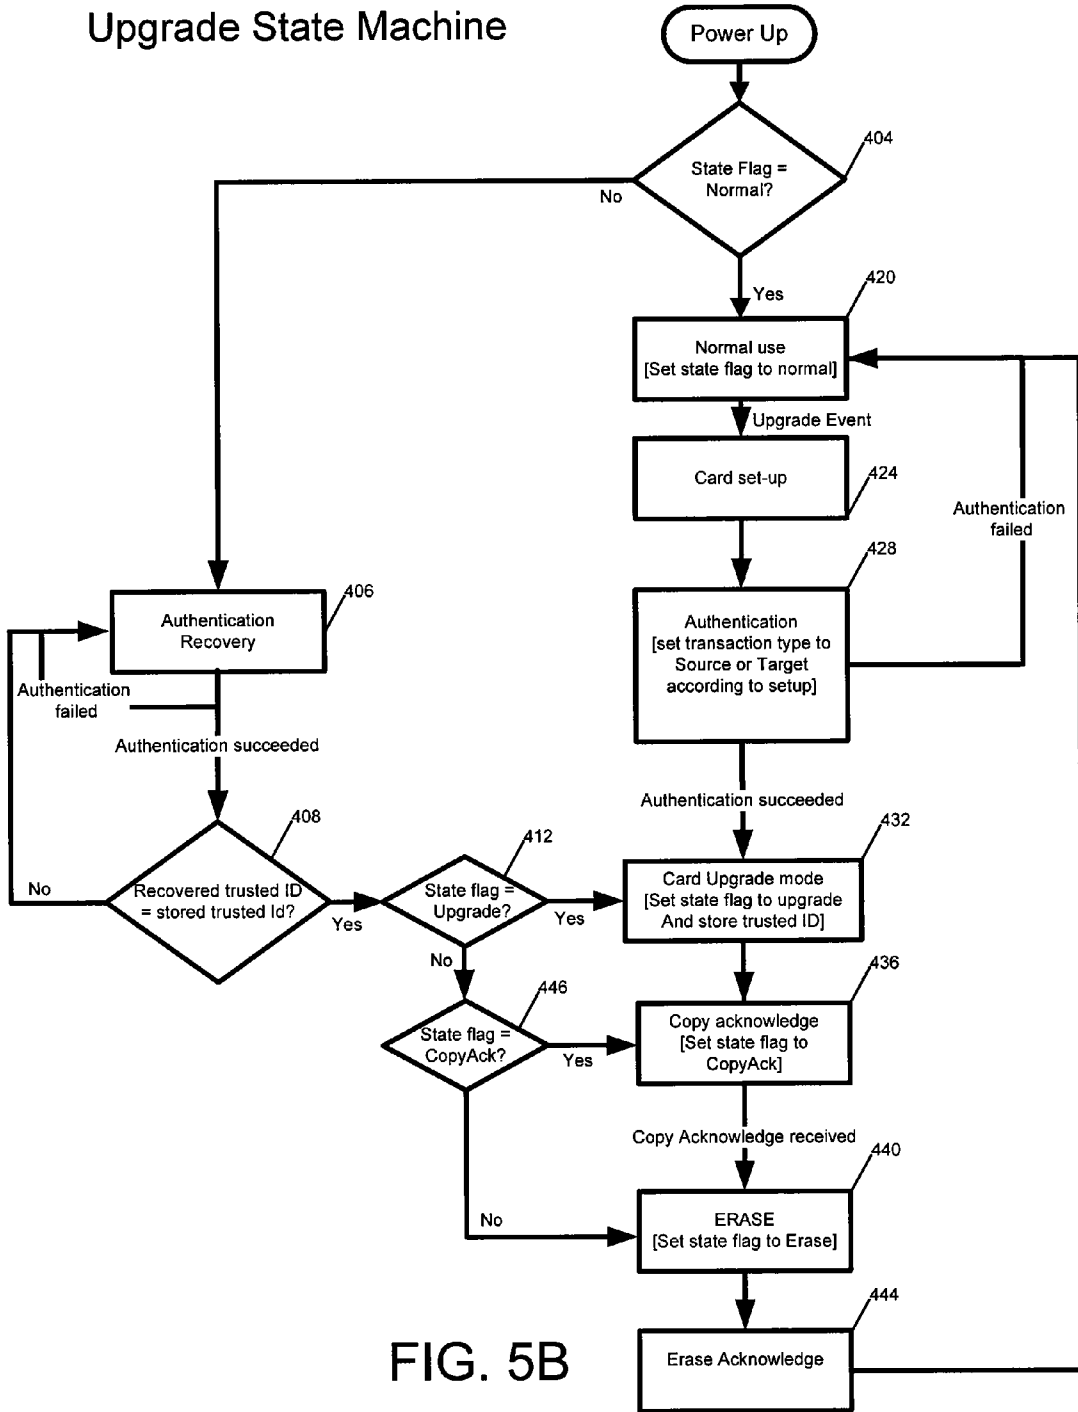 Upgrade State Machine
Power Up
404
State Flag =
Normal?
No
Yes
420
Normal use
[Set state flag to normal]
Upgrade Event
Card set-up
424
Authentication
failed
428
Authentication
[set transaction type to
Source or Target
according to setup]
406
Authentication
Recovery
Authentication
failed
Authentication succeeded
Authentication succeeded
408
Recovered trusted ID
= stored trusted Id?
No
Yes
412
State flag =
Upgrade?
Yes
No
432
Card Upgrade mode
[Set state flag to upgrade
And store trusted ID]
446
State flag =
CopyAck?
Yes
No
436
Copy acknowledge
[Set state flag to
CopyAck]
Copy Acknowledge received
440
ERASE
[Set state flag to Erase]
444
Erase Acknowledge
FIG. 5B